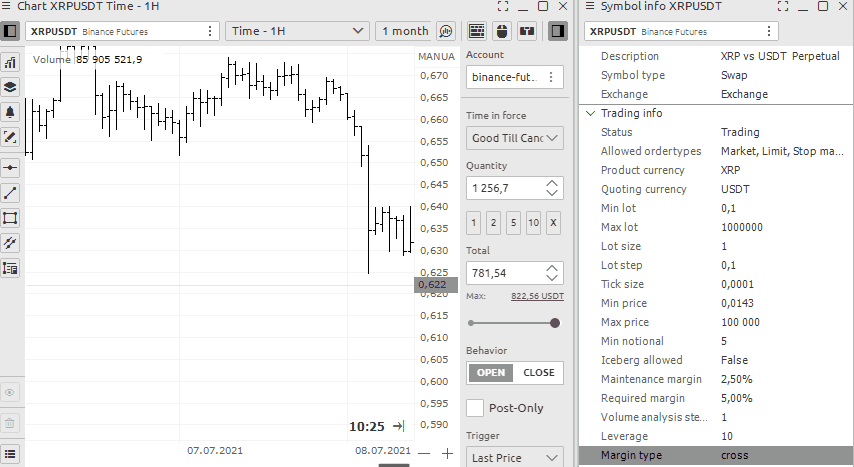 Chart XRPUSDT Time - 1H
XRPUSDT Binance Futures
Time - 1H
1 month
Volume 85 905 521,9
MANUA
0,670
0,665
0,660
0,650
0,640
0,635
0,630
0,625
0,622
0,620
0,615
0,610
0,605
0,600
0,595
0,590
10:25
07.07.2021
08.07.2021
Account
binance-fut..
Time in force
Good Till Canc
Quantity
1 256,7
1 2 5 10 X
Total
781,54
Max: 822,56 USDT
Behavior
OPEN CLOSE
Post-Only
Trigger
Last Price
Symbol info XRPUSDT
XRPUSDT Binance Futures
Description XRP vs USDT Perpetual
Symbol type Swap
Exchange Exchange
Trading info
Status Trading
Allowed ordertypes Market, Limit, Stop ma...
Product currency XRP
Quoting currency USDT
Min lot 0,1
Max lot 1000000
Lot size 1
Lot step 0,1
Tick size 0,0001
Min price 0,0143
Max price 100 000
Min notional 5
Iceberg allowed False
Maintenance margin 2,50%
Required margin 5,00%
Volume analysis ste... 1
Leverage 10
Margin type cross